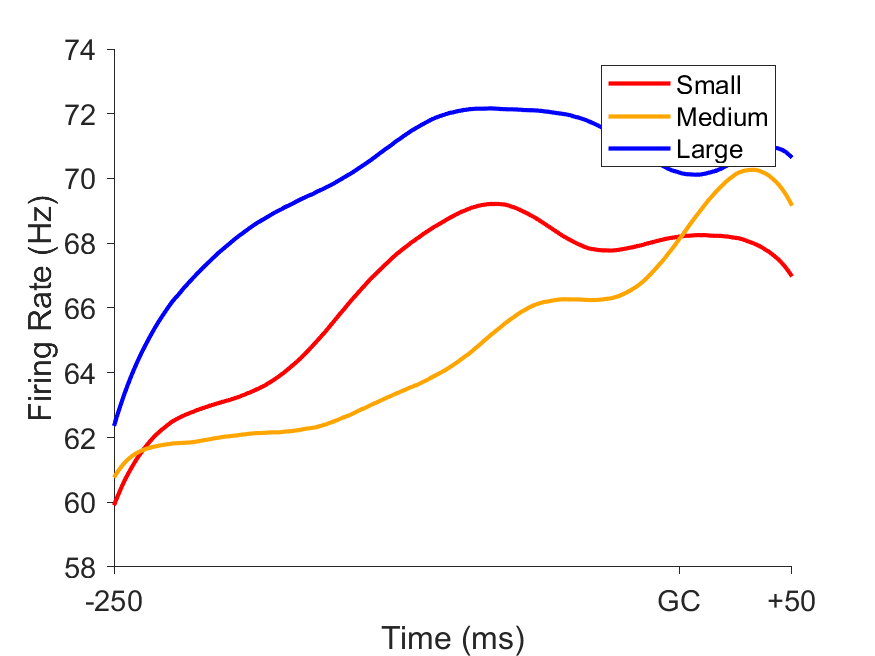 74
72
70
68
66
64
62
60
58
Firing Rate (Hz)
Small
Medium
Large
-250
GC
+50
Time (ms)